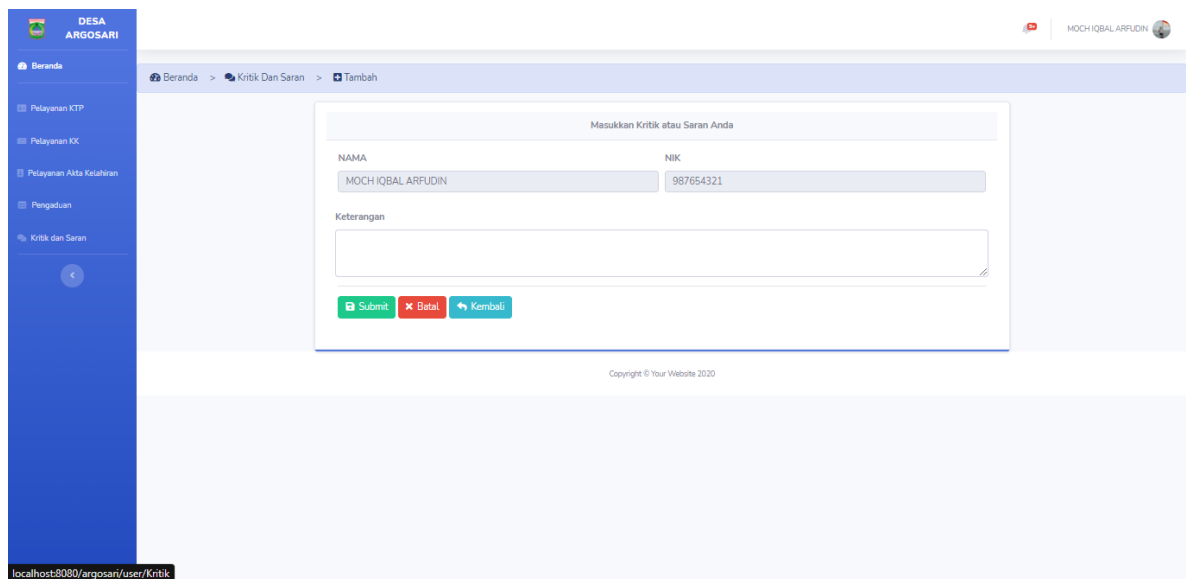 DESA
ARGOSARI
9+
MOCH IQBAL ARFUDIN
Beranda
Pelayanan KTP
Pelayanan KK
Pelayanan Akta Kelahiran
Pengaduan
Kritik dan Saran
Beranda > Kritik Dan Saran > Tambah
Masukkan Kritik atau Saran Anda
NAMA NIK
MOCH IQBAL ARFUDIN 987654321
Keterangan
Submit Batal Kembali
Copyright © Your Website 2020
localhost:8080/argosari/user/Kritik